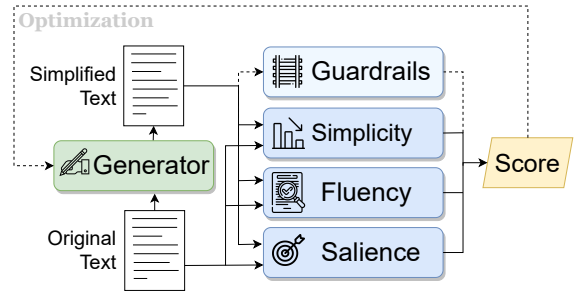 Optimization
Simplified
Text
Guardrails
Simplicity
Generator
Score
Fluency
Original
Text
Salience